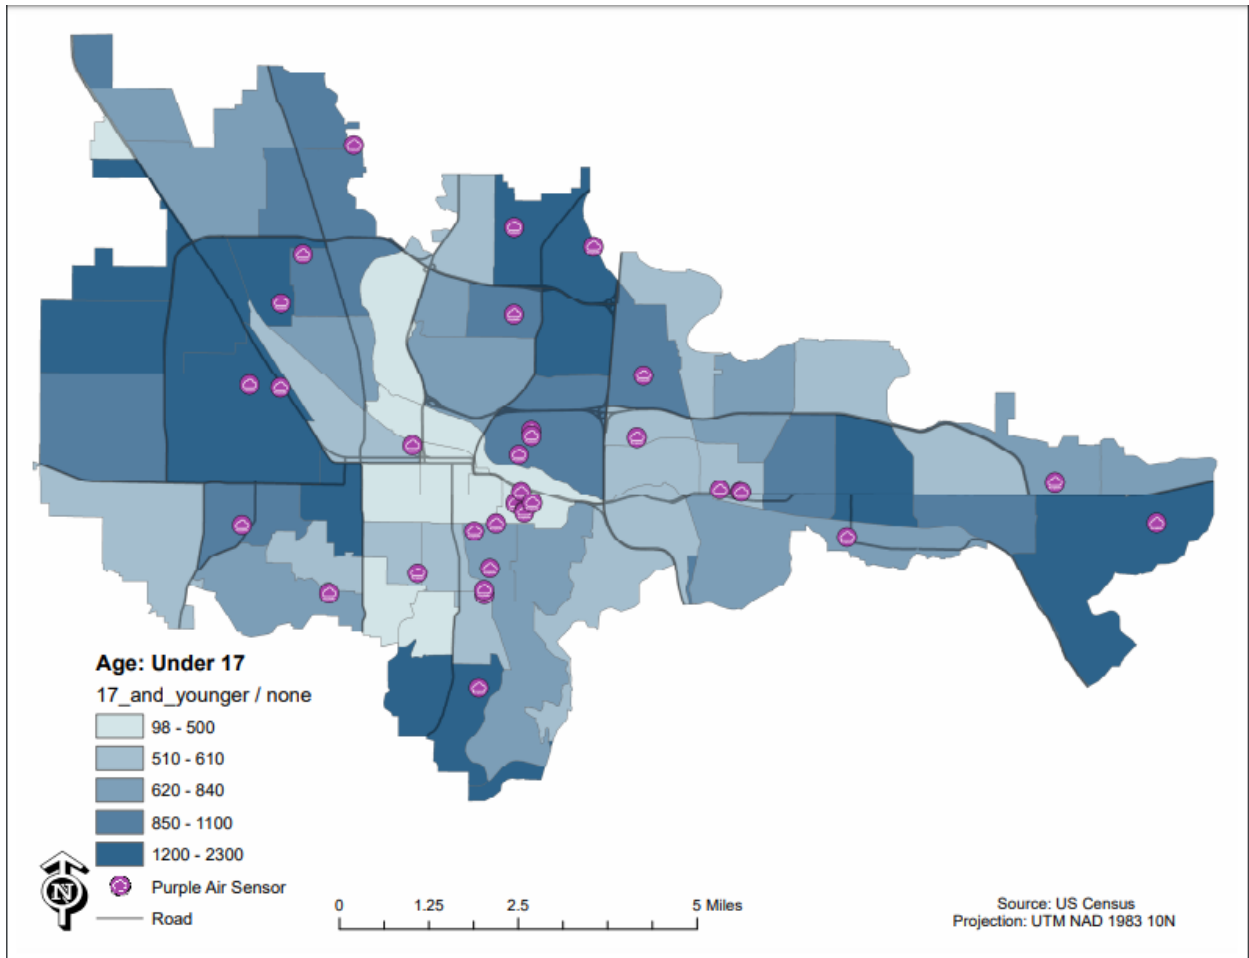 Age: Under 17
17_and_younger / none
98 - 500
510 - 610
620 - 840
850 - 1100
1200 - 2300
Purple Air Sensor
Road
N
0 1.25 2.5 5 Miles
Source: US Census
Projection: UTM NAD 1983 10N